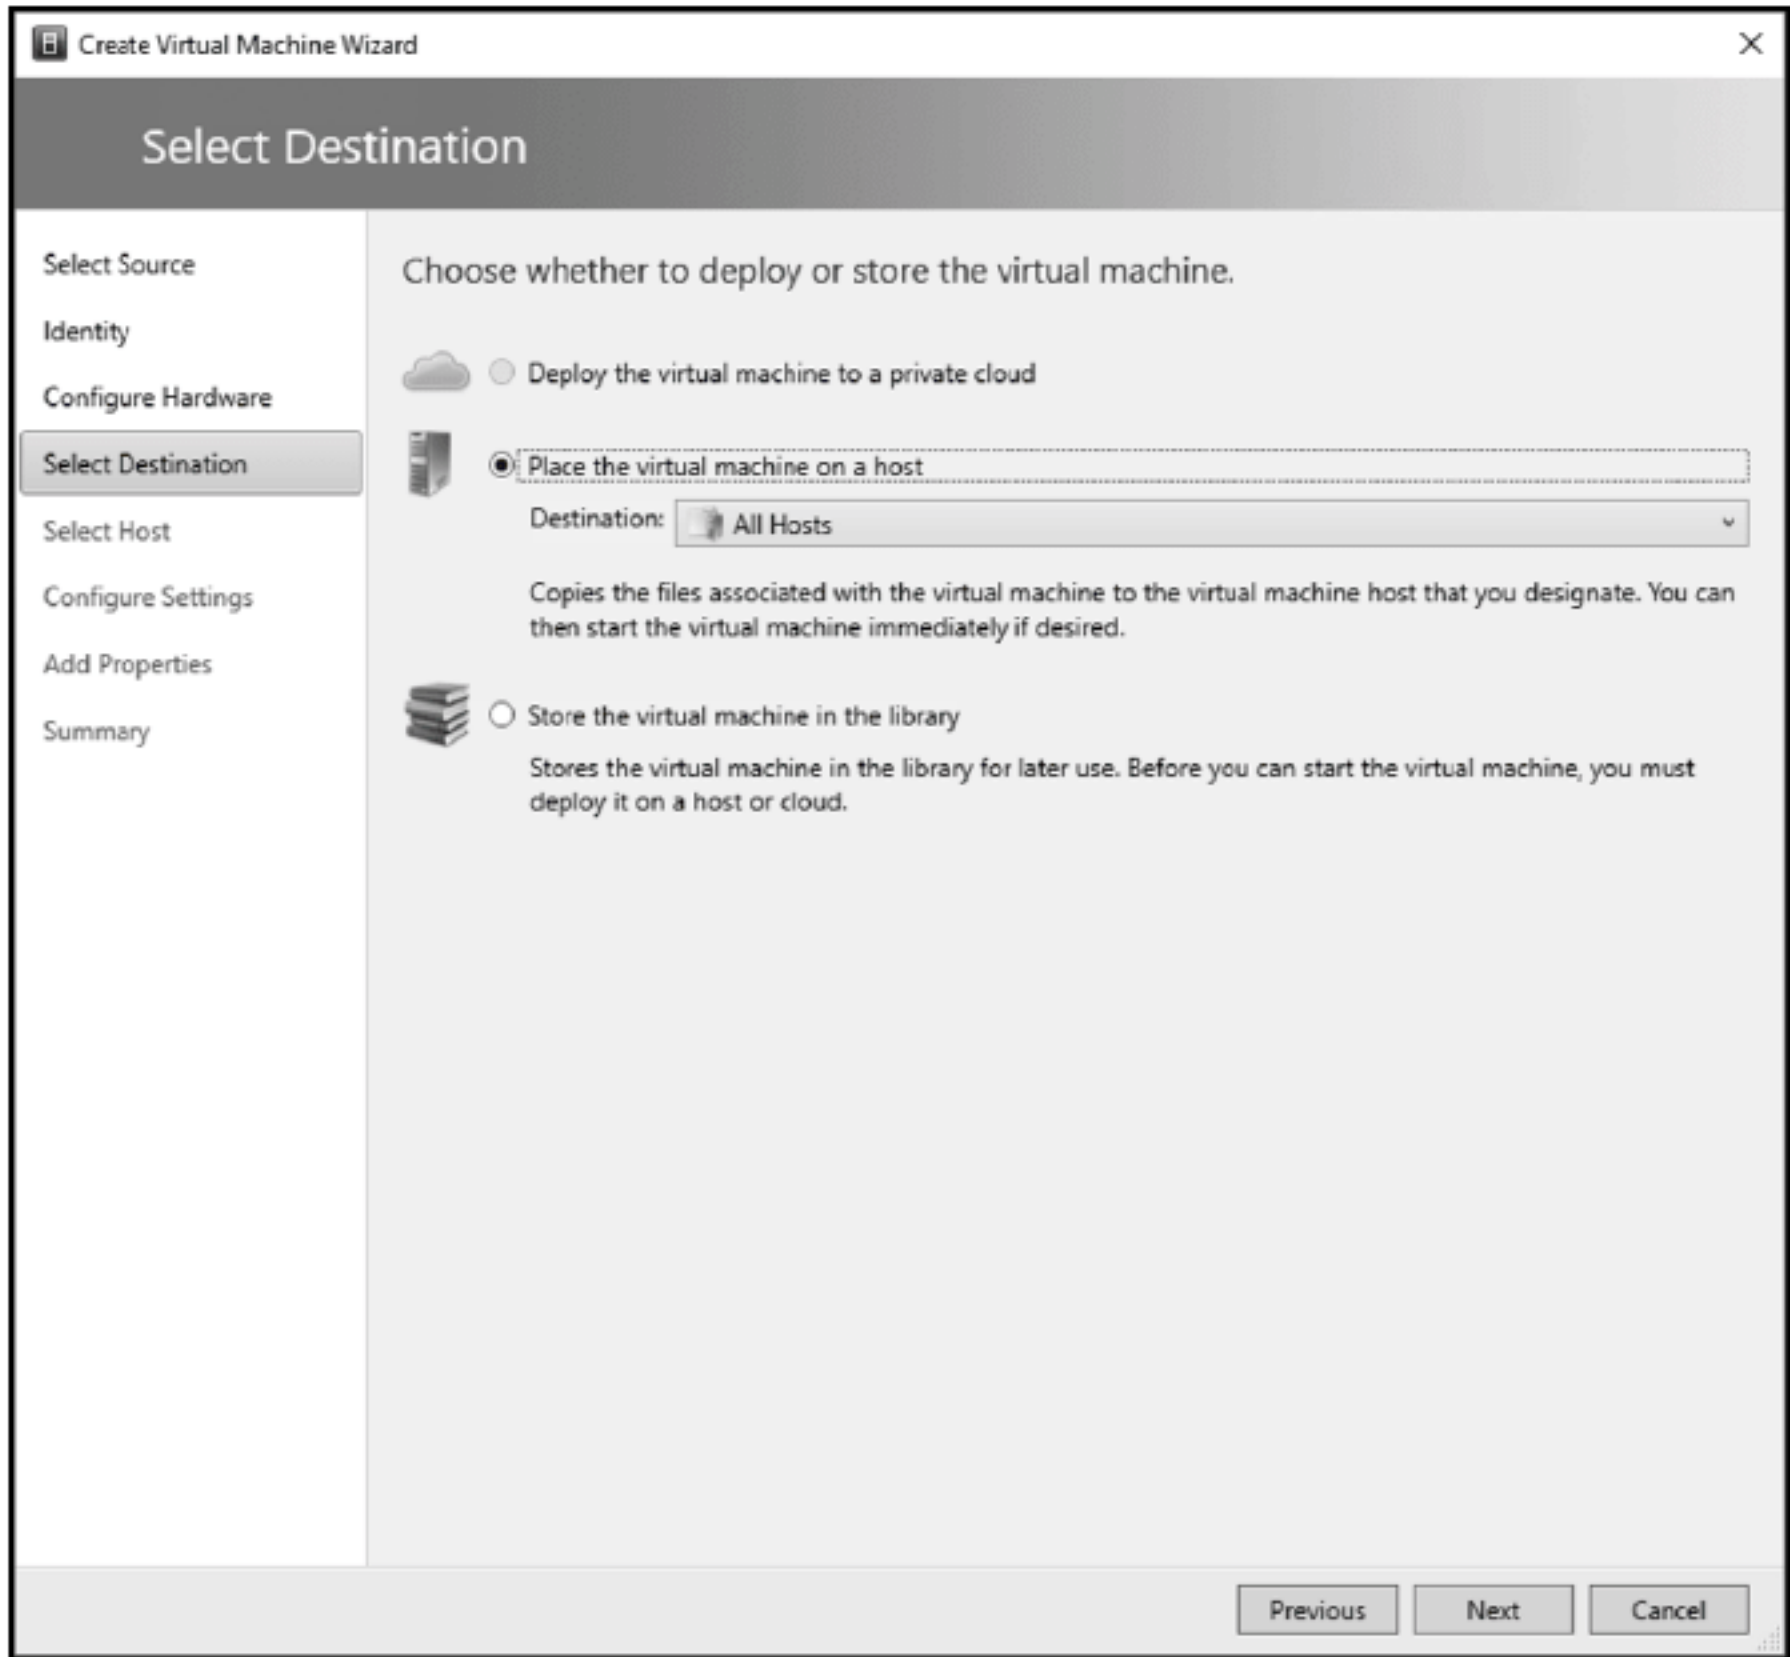 Create Virtual Machine Wizard
Select Destination
Select Source
Identity
Configure Hardware
Select Destination
Select Host
Configure Settings
Add Properties
Summary
Choose whether to deploy or store the virtual machine.
Deploy the virtual machine to a private cloud
Place the virtual machine on a host
Destination: All Hosts
Copies the files associated with the virtual machine to the virtual machine host that you designate. You can
then start the virtual machine immediately if desired.
Store the virtual machine in the library
Stores the virtual machine in the library for later use. Before you can start the virtual machine, you must
deploy it on a host or cloud.
Previous Next Cancel